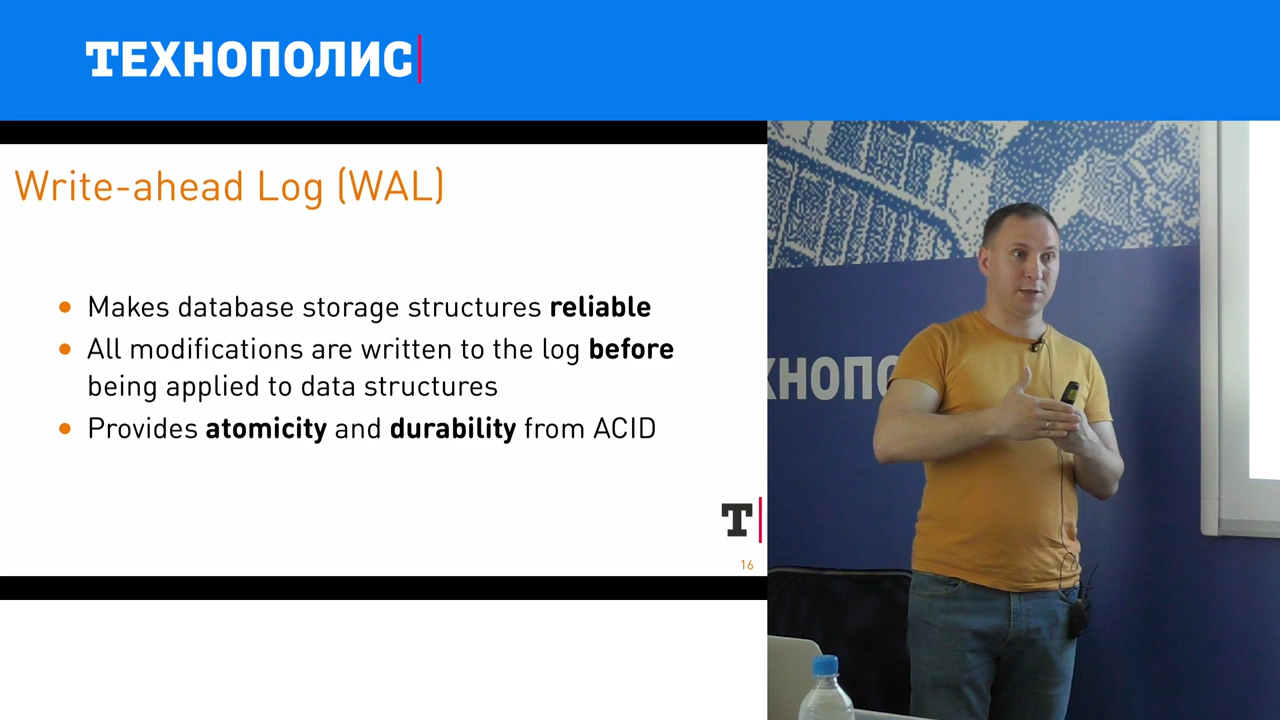 ТЕХНОПОЛИС
Write-ahead Log (WAL)
• Makes database storage structures reliable
• All modifications are written to the log before
being applied to data structures
• Provides atomicity and durability from ACID
Т
16
ХНОПО